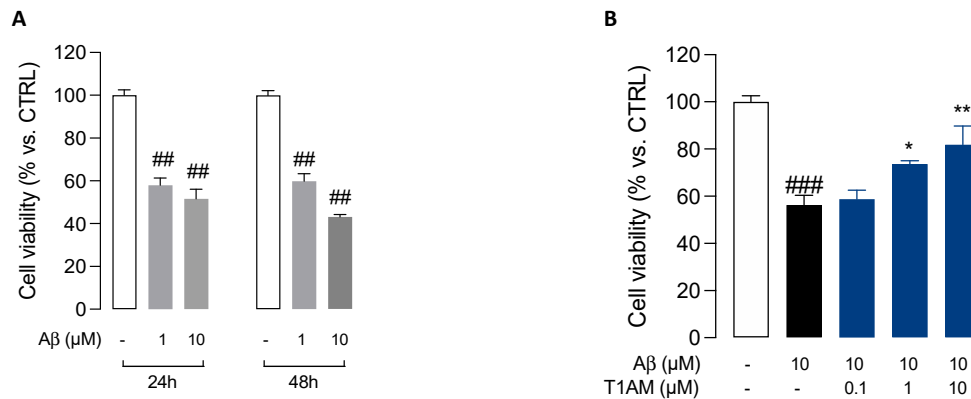 A
Cell viability (% vs. CTRL)
120
100
80
60
40
20
0
##
##
##
##
Aβ (µM) - 1 10 - 1 10
24h 48h
B
Cell viability (% vs. CTRL)
120
100
80
60
40
20
0
###
*
**
Aβ (µM) - 10 10 10 10
T1AM (µM) - - 0.1 1 10